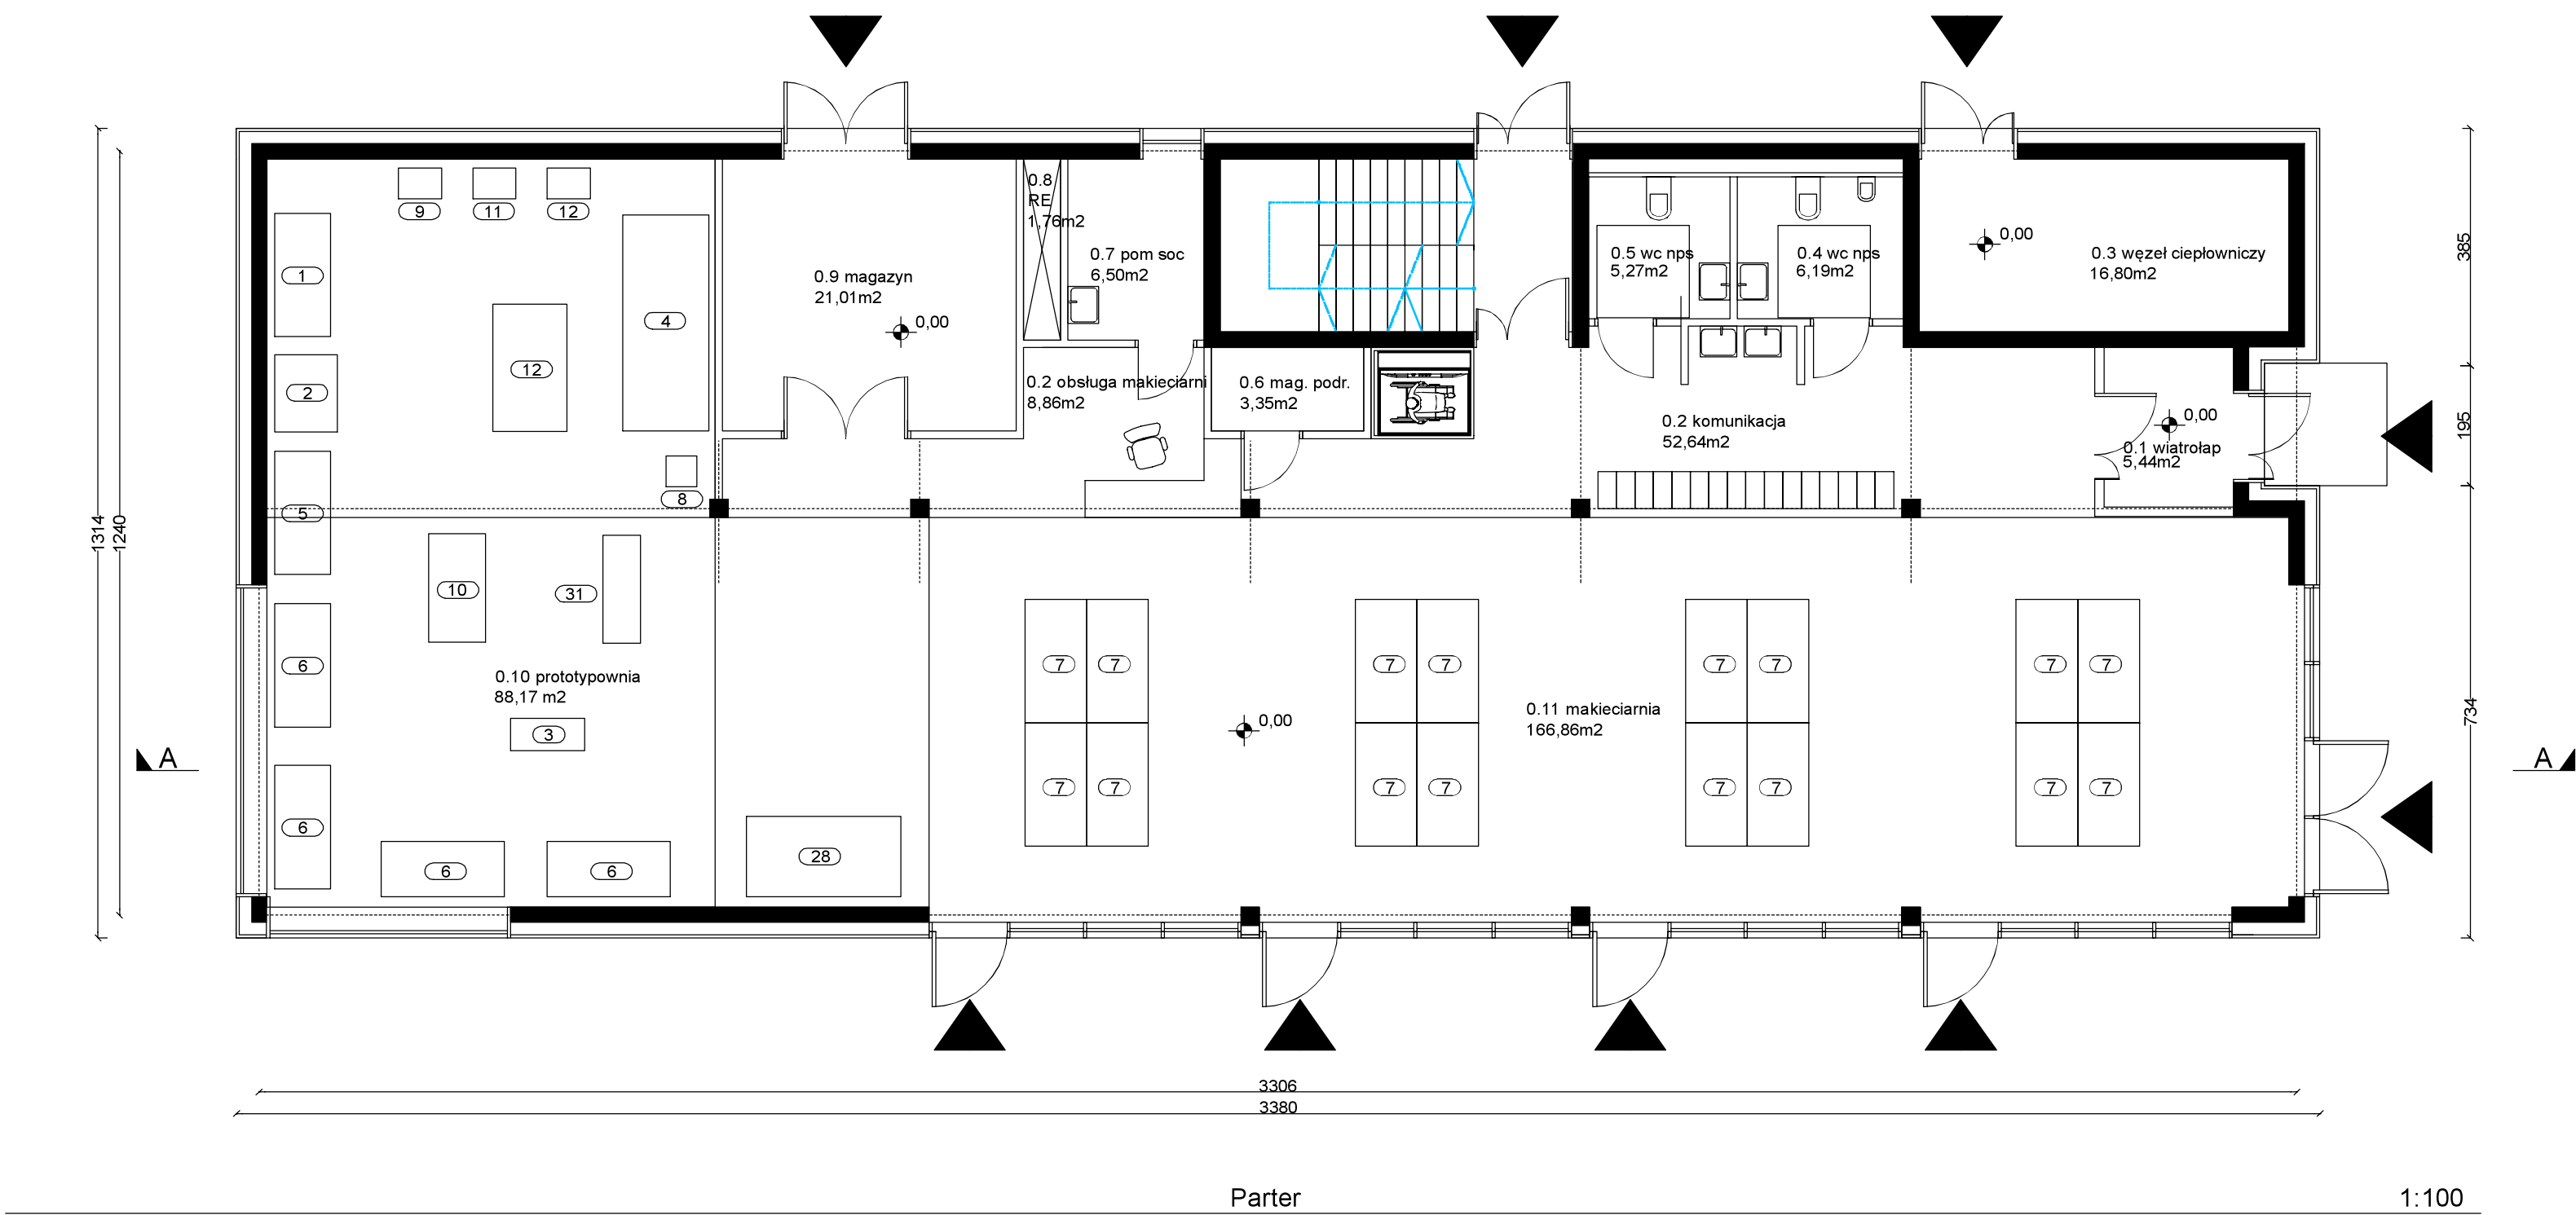 9
11
12
1
4
2
12
5
8
10
31
6
3
6
6
6
28
0.8
RE
1,76m2
0.7 pom soc
6,50m2
0.9 magazyn
21,01m2
0,00
0.2 obsługa makieciarni
8,86m2
0.6 mag. podr.
3,35m2
0.5 wc nps
5,27m2
0.4 wc nps
6,19m2
0,00
0.3 węzeł ciepłowniczy
16,80m2
0.2 komunikacja
52,64m2
0,00
0.1 wiatrołap
5,44m2
0.10 prototypownia
88,17 m2
0,00
0.11 makieciarnia
166,86m2
7 7 7 7 7 7 7 7
7 7 7 7 7 7 7 7
1314
1240
385
195
734
A
A
3306
3380
Parter
1:100